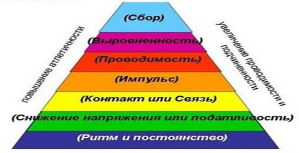 (Сбор)
(Выровненность)
(Проводимость)
(Импульс)
(Контакт или Связь)
(Снижение напряжения или податливость)
(Ритм и постоянство)
повышение атлетичности
увеличение проводимости и
подчиненности